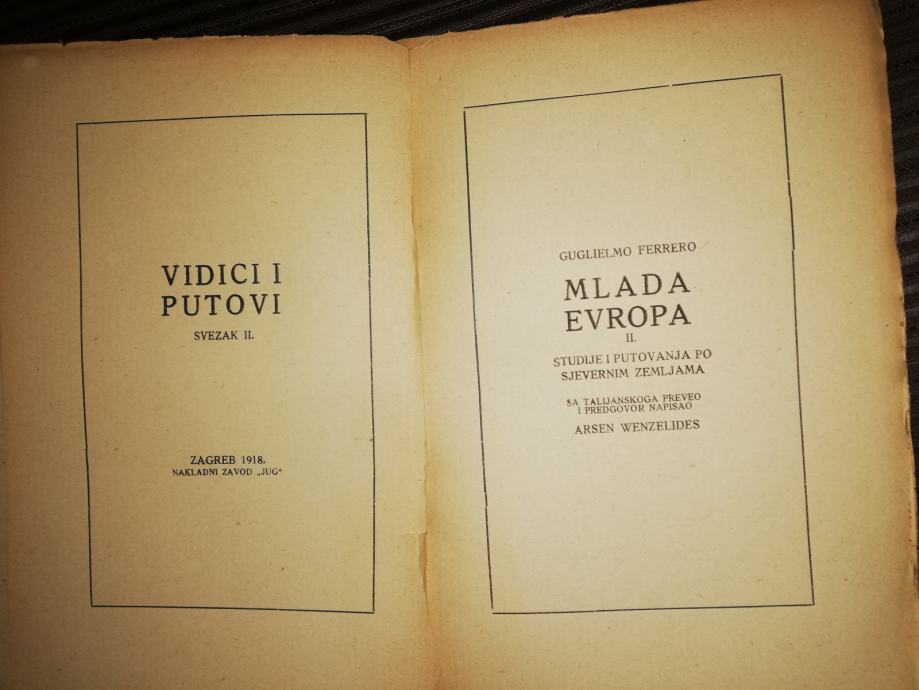 VIDICI I
PUTOVI
SVEZAK II.
ZAGREB 1918.
NAKLADNI ZAVOD „JUG“
GUGLIELMO FERRERO
MLADA
EVROPA
II.
STUDIJE I PUTOVANJA PO
SJEVERNIM ZEMLJAMA
SA TALIJANSKOGA PREVEO
I PREDGOVOR NAPISAO
ARSEN WENZELIDES